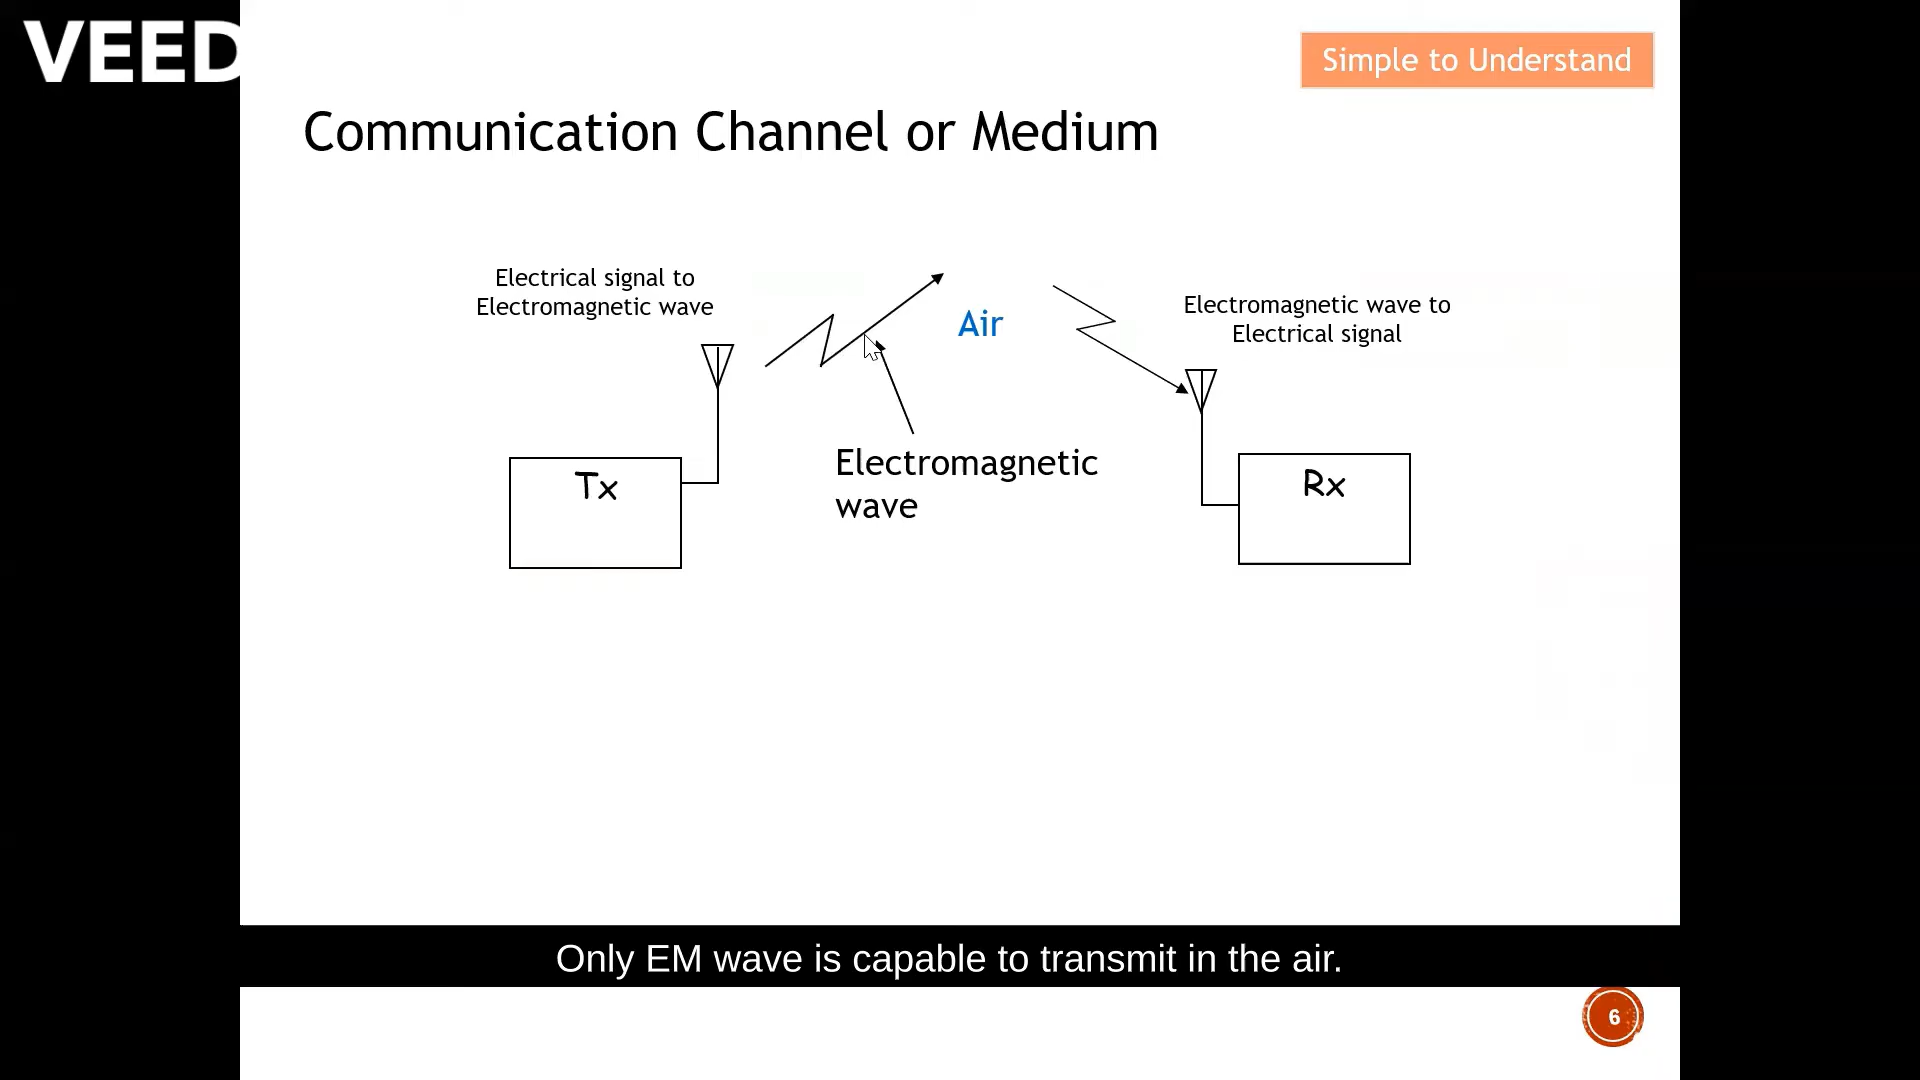 VEED
Simple to Understand
Communication Channel or Medium
Electrical signal to
Electromagnetic wave
Air
Electromagnetic wave to
Electrical signal
Electromagnetic
wave
Tx
Rx
Only EM wave is capable to transmit in the air.
6